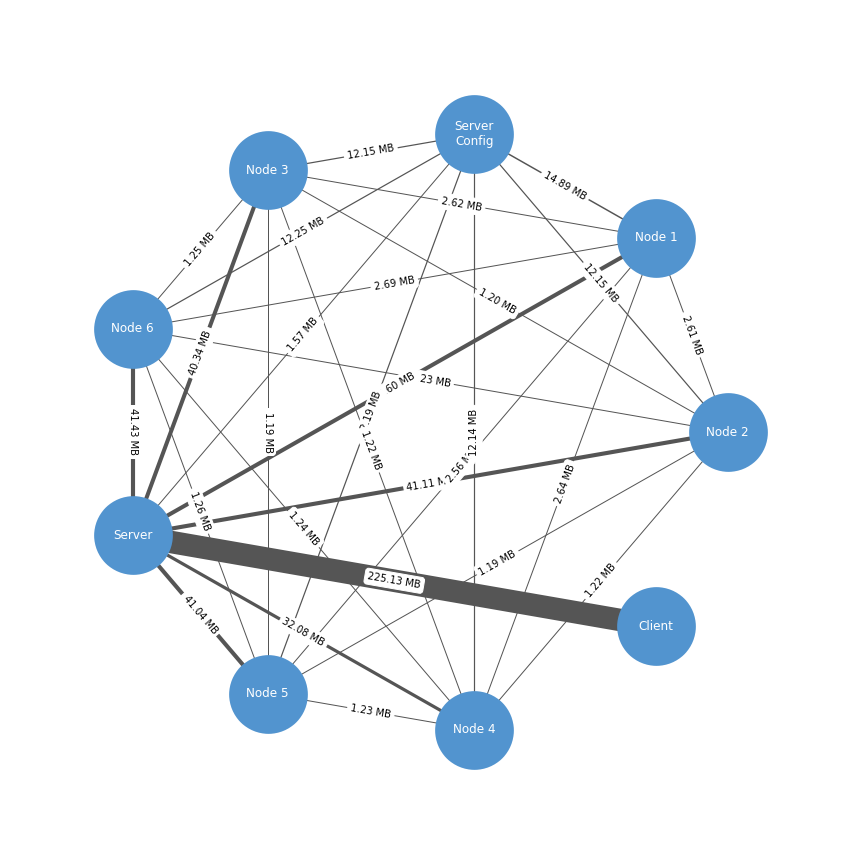 Server
Config
12.15 MB
Node 3
14.89 MB
2.62 MB
12.25 MB
1.25 MB
Node 1
2.69 MB
12.15 MB
1.20 MB
Node 6
1.57 MB
2.61 MB
40.34 MB
60 MB
23 MB
19 MB
41.43 MB
1.19 MB
12.14 MB
Node 2
1.22 MB
2.56
41.11
2.64 MB
1.26 MB
1.24 MB
Server
1.19 MB
225.13 MB
1.22 MB
41.04 MB
32.08 MB
Client
Node 5
1.23 MB
Node 4